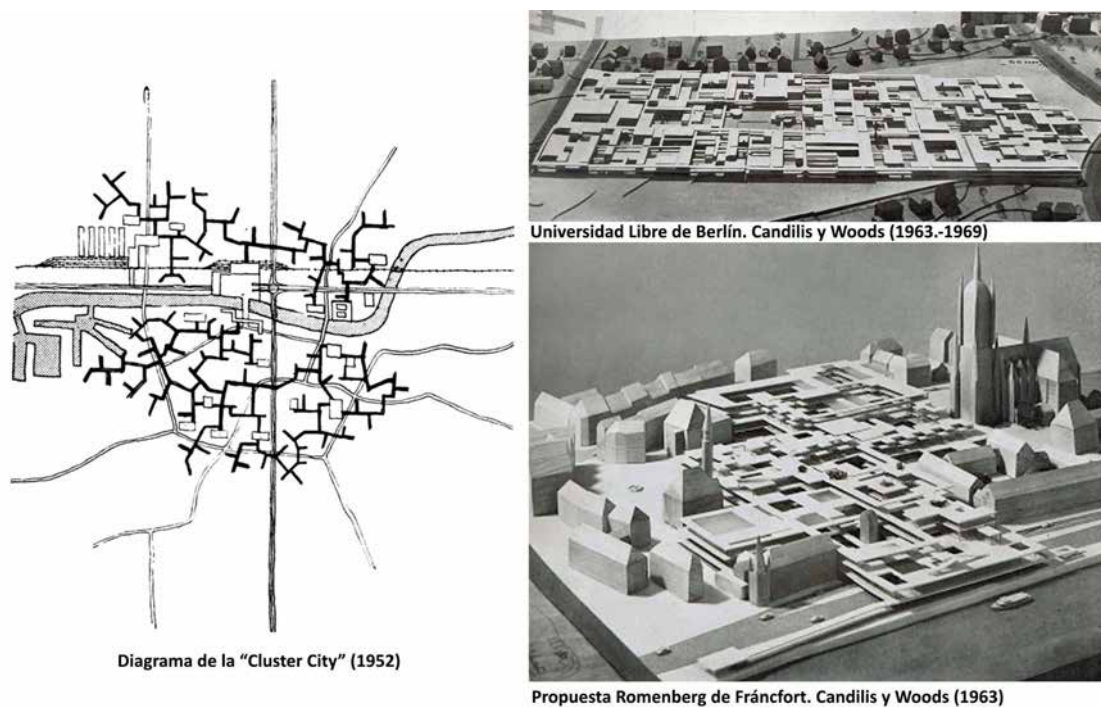 Universidad Libre de Berlín. Candilis y Woods (1963.-1969)
Diagrama de la “Cluster City” (1952)
Propuesta Romenberg de Fráncfort. Candilis y Woods (1963)